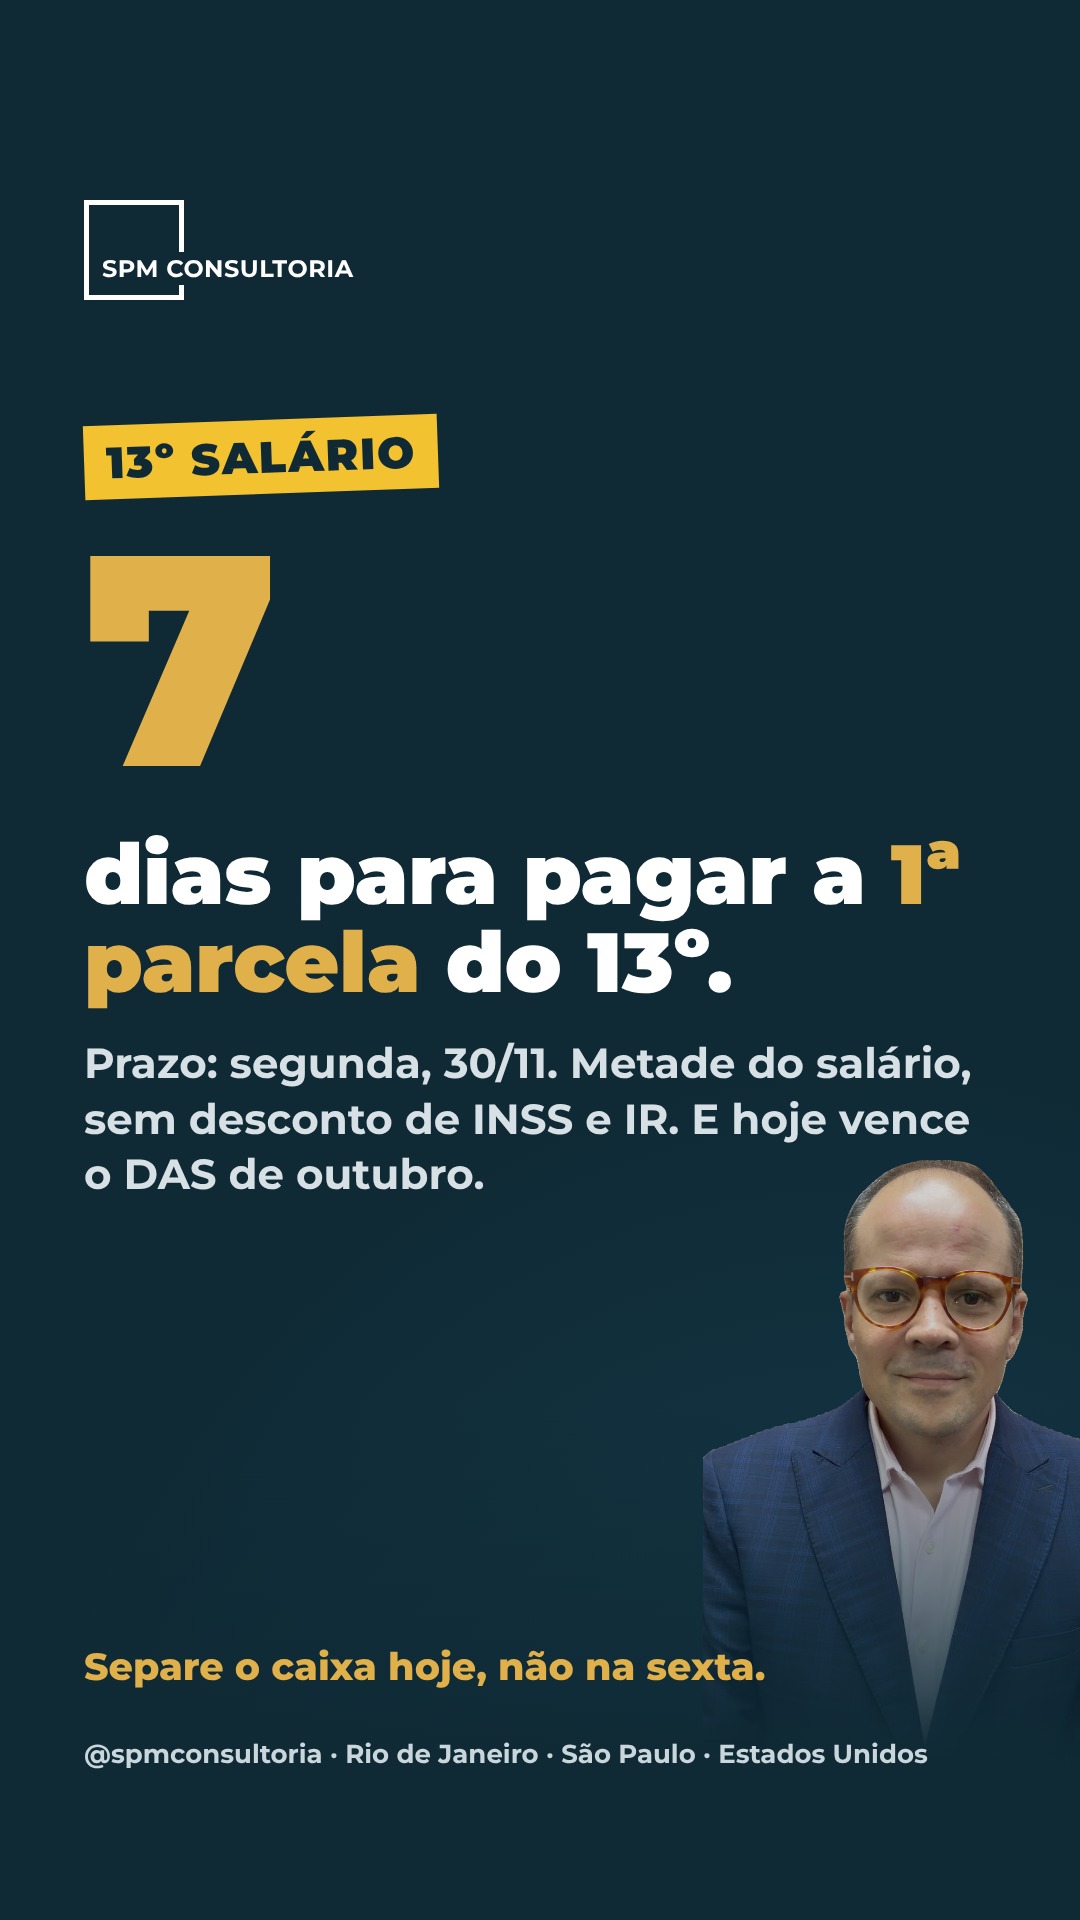 SPM CONSULTORIA
13º SALÁRIO
7
dias para pagar a 1ª
parcela do 13º.
Prazo: segunda, 30/11. Metade do salário,
sem desconto de INSS e IR. E hoje vence
o DAS de outubro.
Separe o caixa hoje, não na sexta.
@spmconsultoria · Rio de Janeiro · São Paulo · Estados Unidos